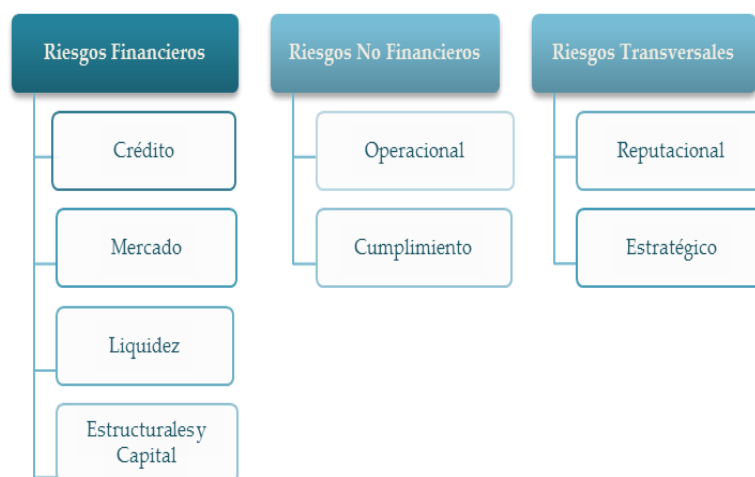 Riesgos Financieros
Riesgos No Financieros
Riesgos Transversales
Crédito
Operacional
Reputacional
Mercado
Cumplimiento
Estratégico
Liquidez
Estructurales y
Capital